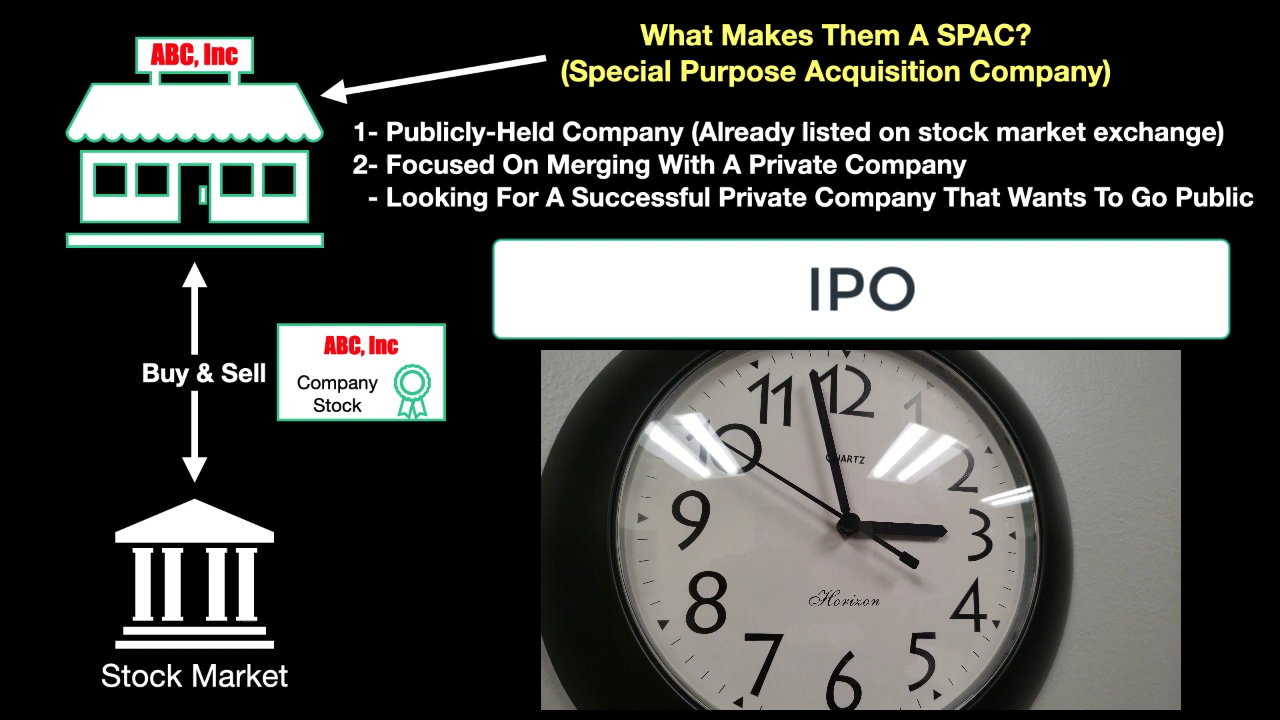 ABC, Inc
What Makes Them A SPAC?
(Special Purpose Acquisition Company)
1- Publicly-Held Company (Already listed on stock market exchange)
2- Focused On Merging With A Private Company
- Looking For A Successful Private Company That Wants To Go Public
IPO
Buy & Sell
ABC, Inc
Company
Stock
Stock Market
12
1
2
3
4
5
6
7
8
9
10
11
QUARTZ
Horizon